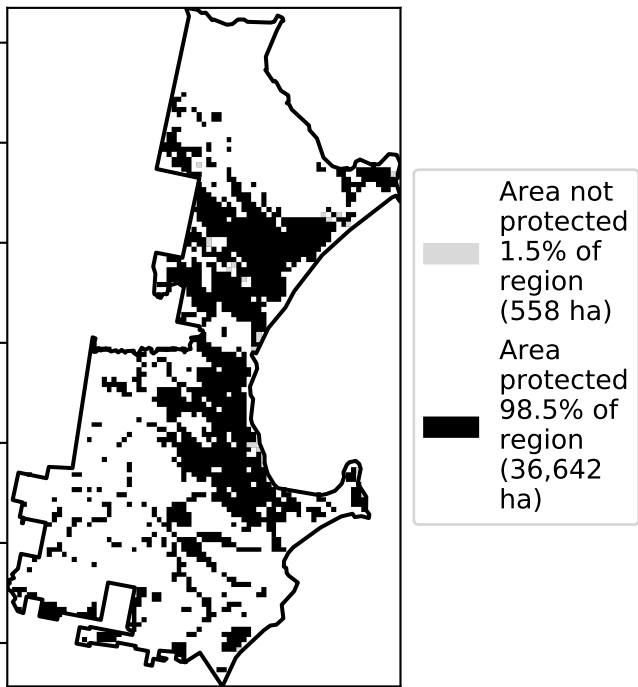 Area not
protected
1.5% of
region
(558 ha)
Area
protected
98.5% of
region
(36,642
ha)